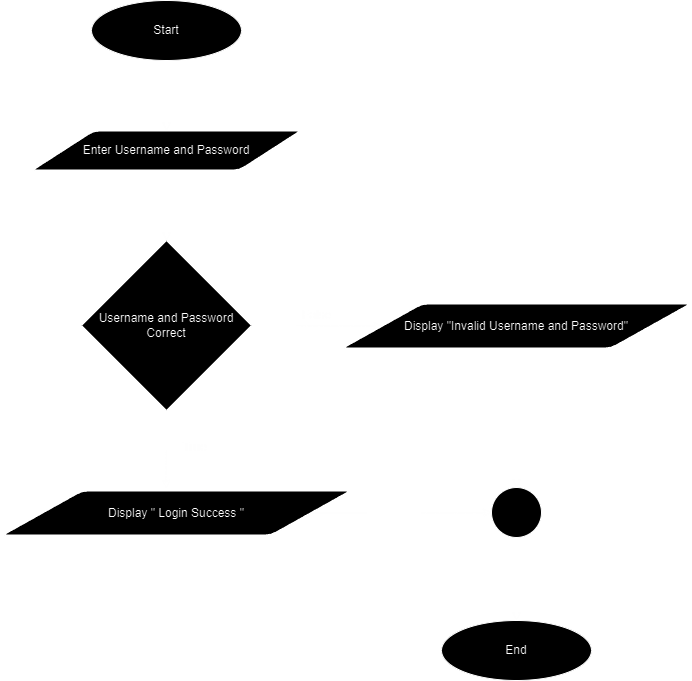 Start
Enter Username and Password
Username and Password
Correct
Display "Invalid Username and Password"
Display " Login Success "
End